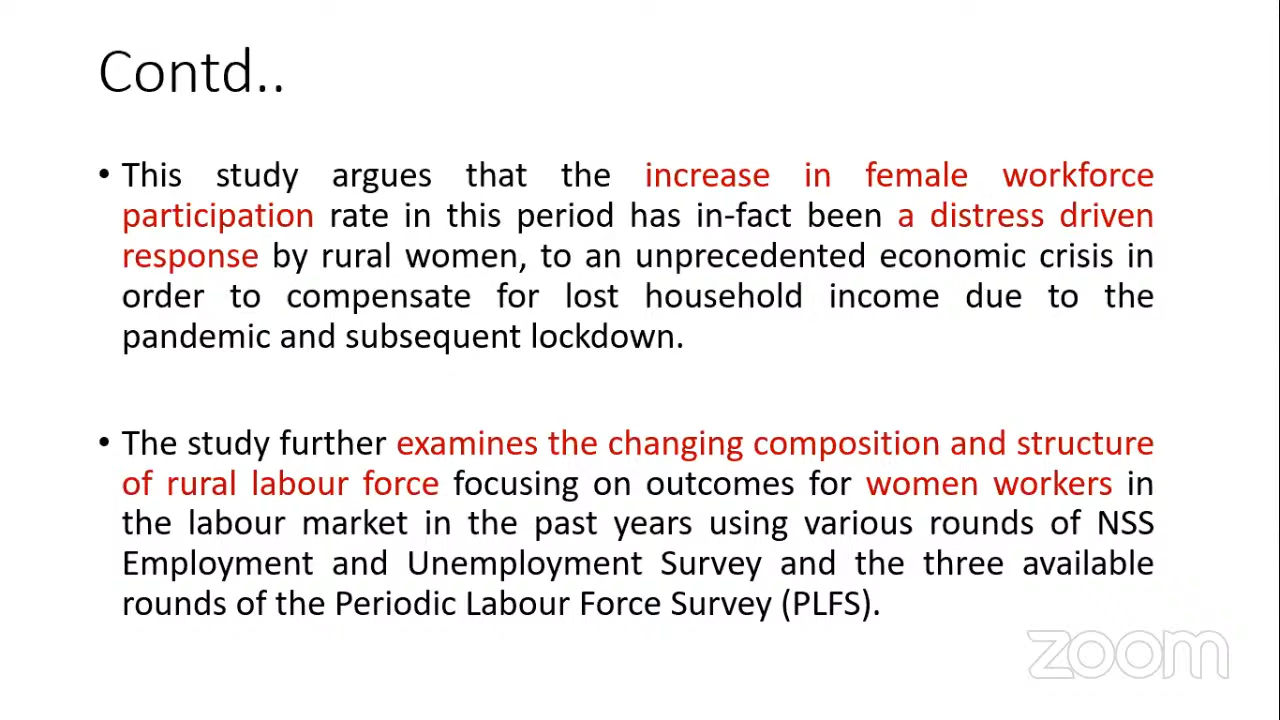 Contd..
• This study argues that the increase in female workforce
participation rate in this period has in-fact been a distress driven
response by rural women, to an unprecedented economic crisis in
order to compensate for lost household income due to the
pandemic and subsequent lockdown.
• The study further examines the changing composition and structure
of rural labour force focusing on outcomes for women workers in
the labour market in the past years using various rounds of NSS
Employment and Unemployment Survey and the three available
rounds of the Periodic Labour Force Survey (PLFS).
zoom